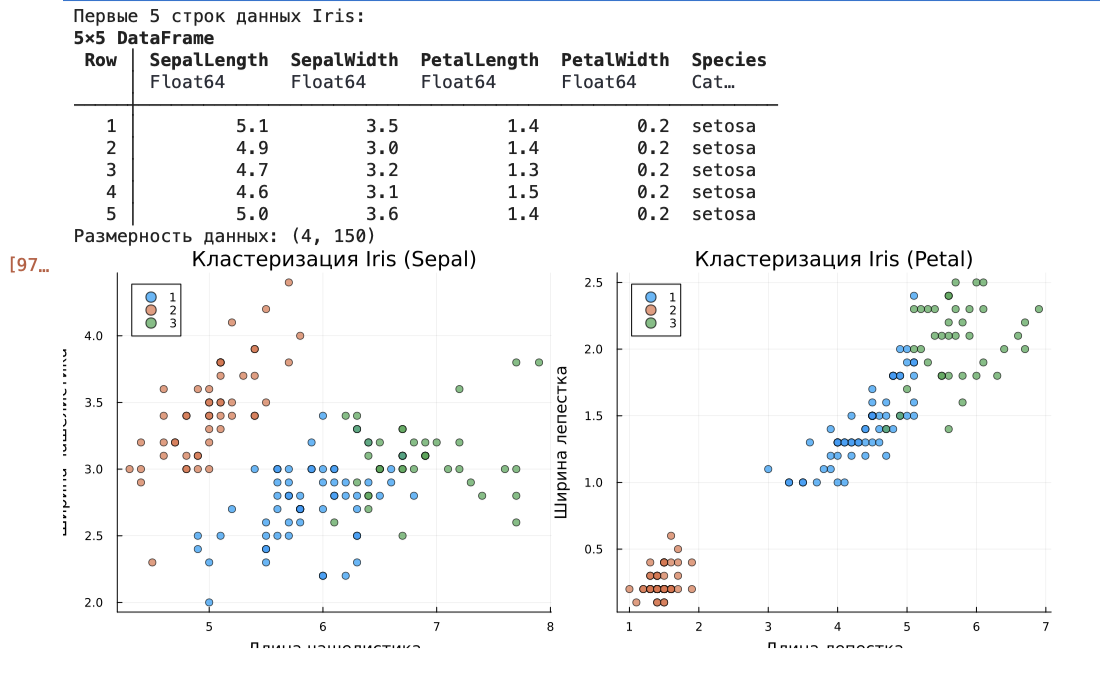 Первые 5 строк данных Iris:
5×5 DataFrame
Row SepalLength SepalWidth PetalLength PetalWidth Species
Float64 Float64 Float64 Float64 Cat…
1 5.1 3.5 1.4 0.2 setosa
2 4.9 3.0 1.4 0.2 setosa
3 4.7 3.2 1.3 0.2 setosa
4 4.6 3.1 1.5 0.2 setosa
5 5.0 3.6 1.4 0.2 setosa
Размерность данных: (4, 150)
[97…
Кластеризация Iris (Sepal)
1
2
3
4.0
3.5
3.0
2.5
2.0
5 6 7 8
Длина чашелистика
Кластеризация Iris (Petal)
1
2
3
Ширина лепестка
2.5
2.0
1.5
1.0
0.5
1 2 3 4 5 6 7
Длина лепестка